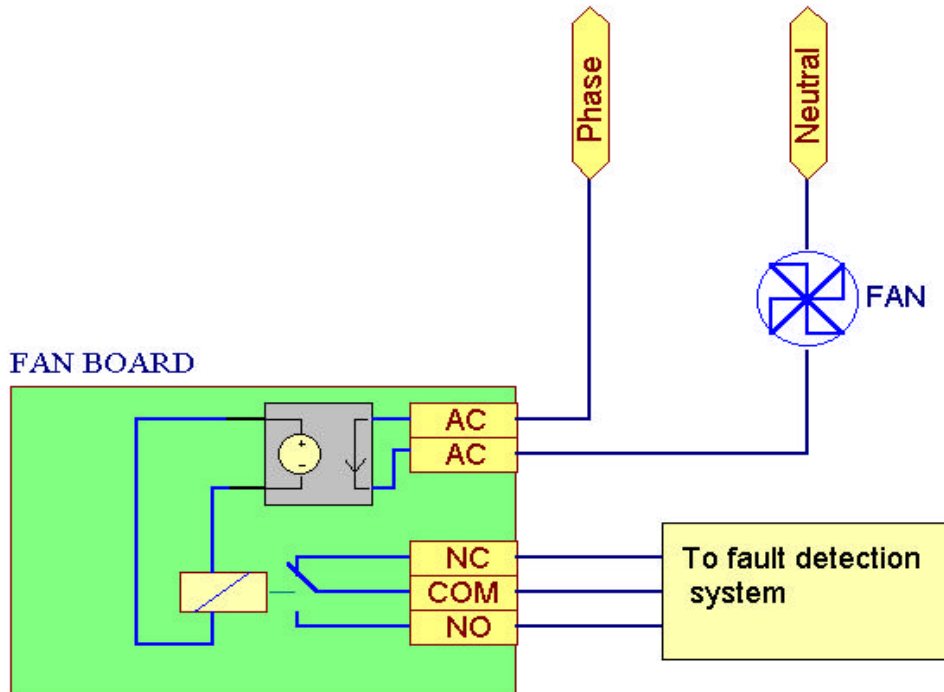 Phase
Neutral
FAN
FAN BOARD
AC
AC
NC
COM
NO
To fault detection
system